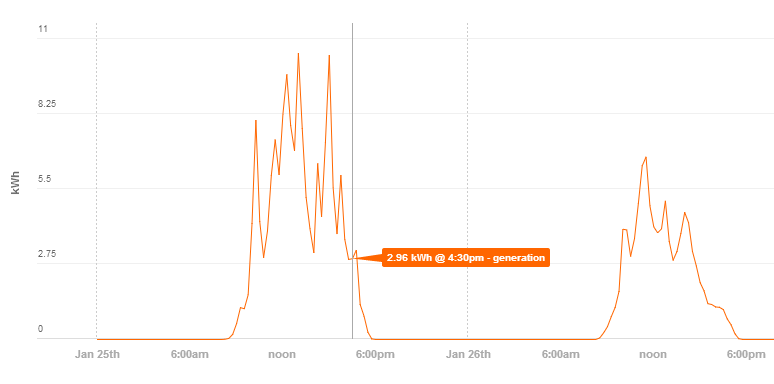 11
8.25
5.5
2.75
0
kWh
2.96 kWh @ 4:30pm - generation
Jan 25th 6:00am noon 6:00pm Jan 26th 6:00am noon 6:00pm